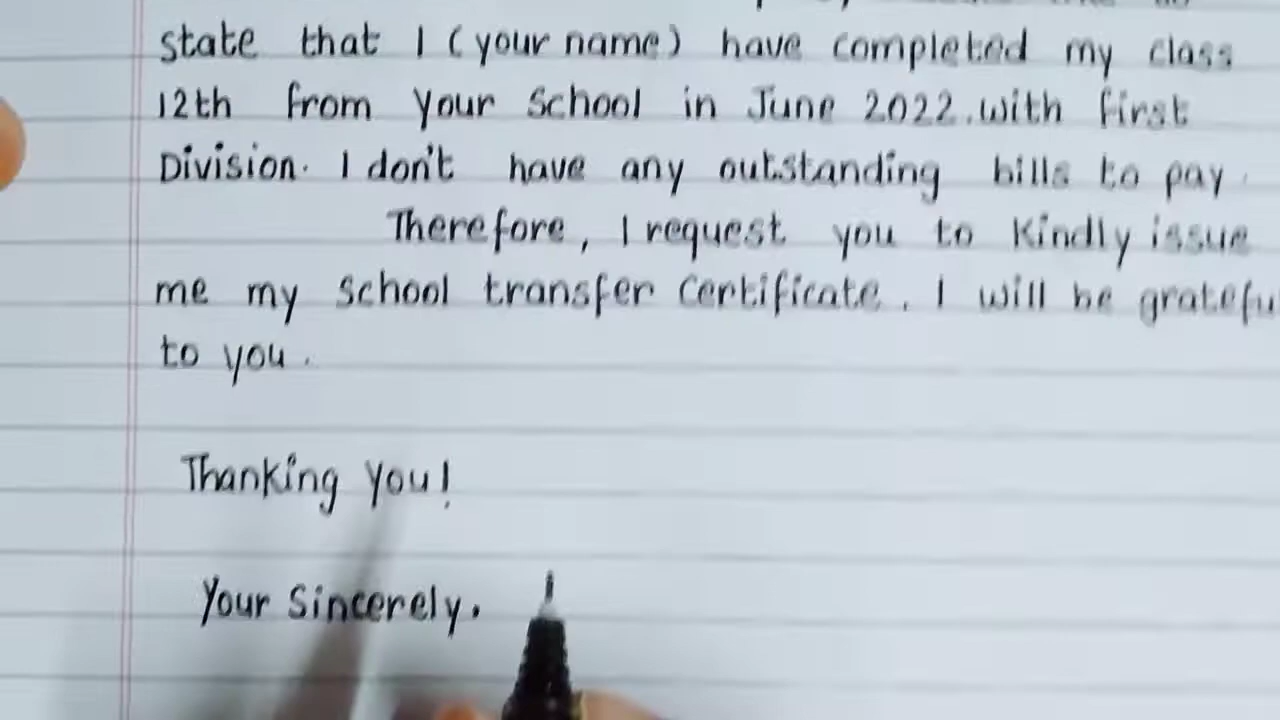 state that I (your name) have completed my class
12th from your school in June 2022. with first
Division. I don't have any outstanding bills to pay.
Therefore, I request you to kindly issue
me my school transfer certificate. I will be gratefu
to you.
Thanking you!
Your Sincerely.